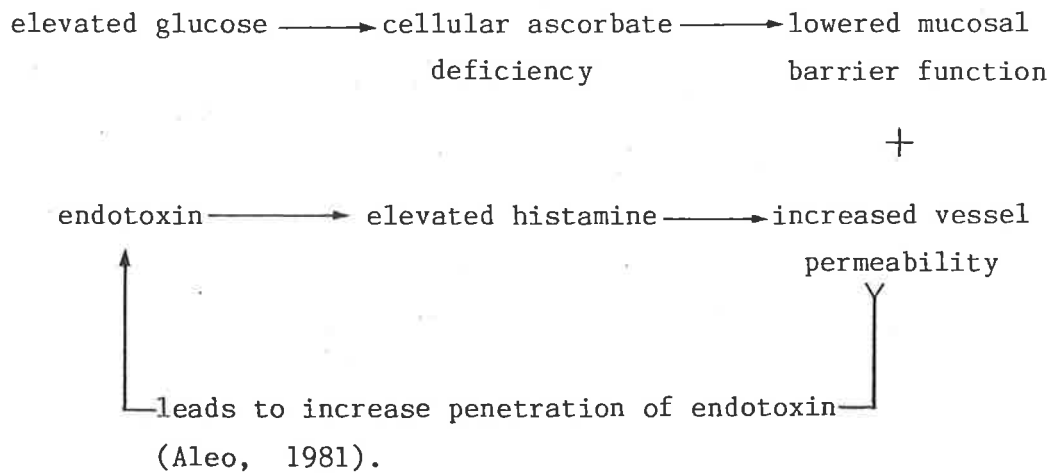 elevated glucose cellular ascorbate lowered mucosal
deficiency barrier function
+
endotoxin elevated histamine increased vessel
permeability
leads to increase penetration of endotoxin
(Aleo, 1981).